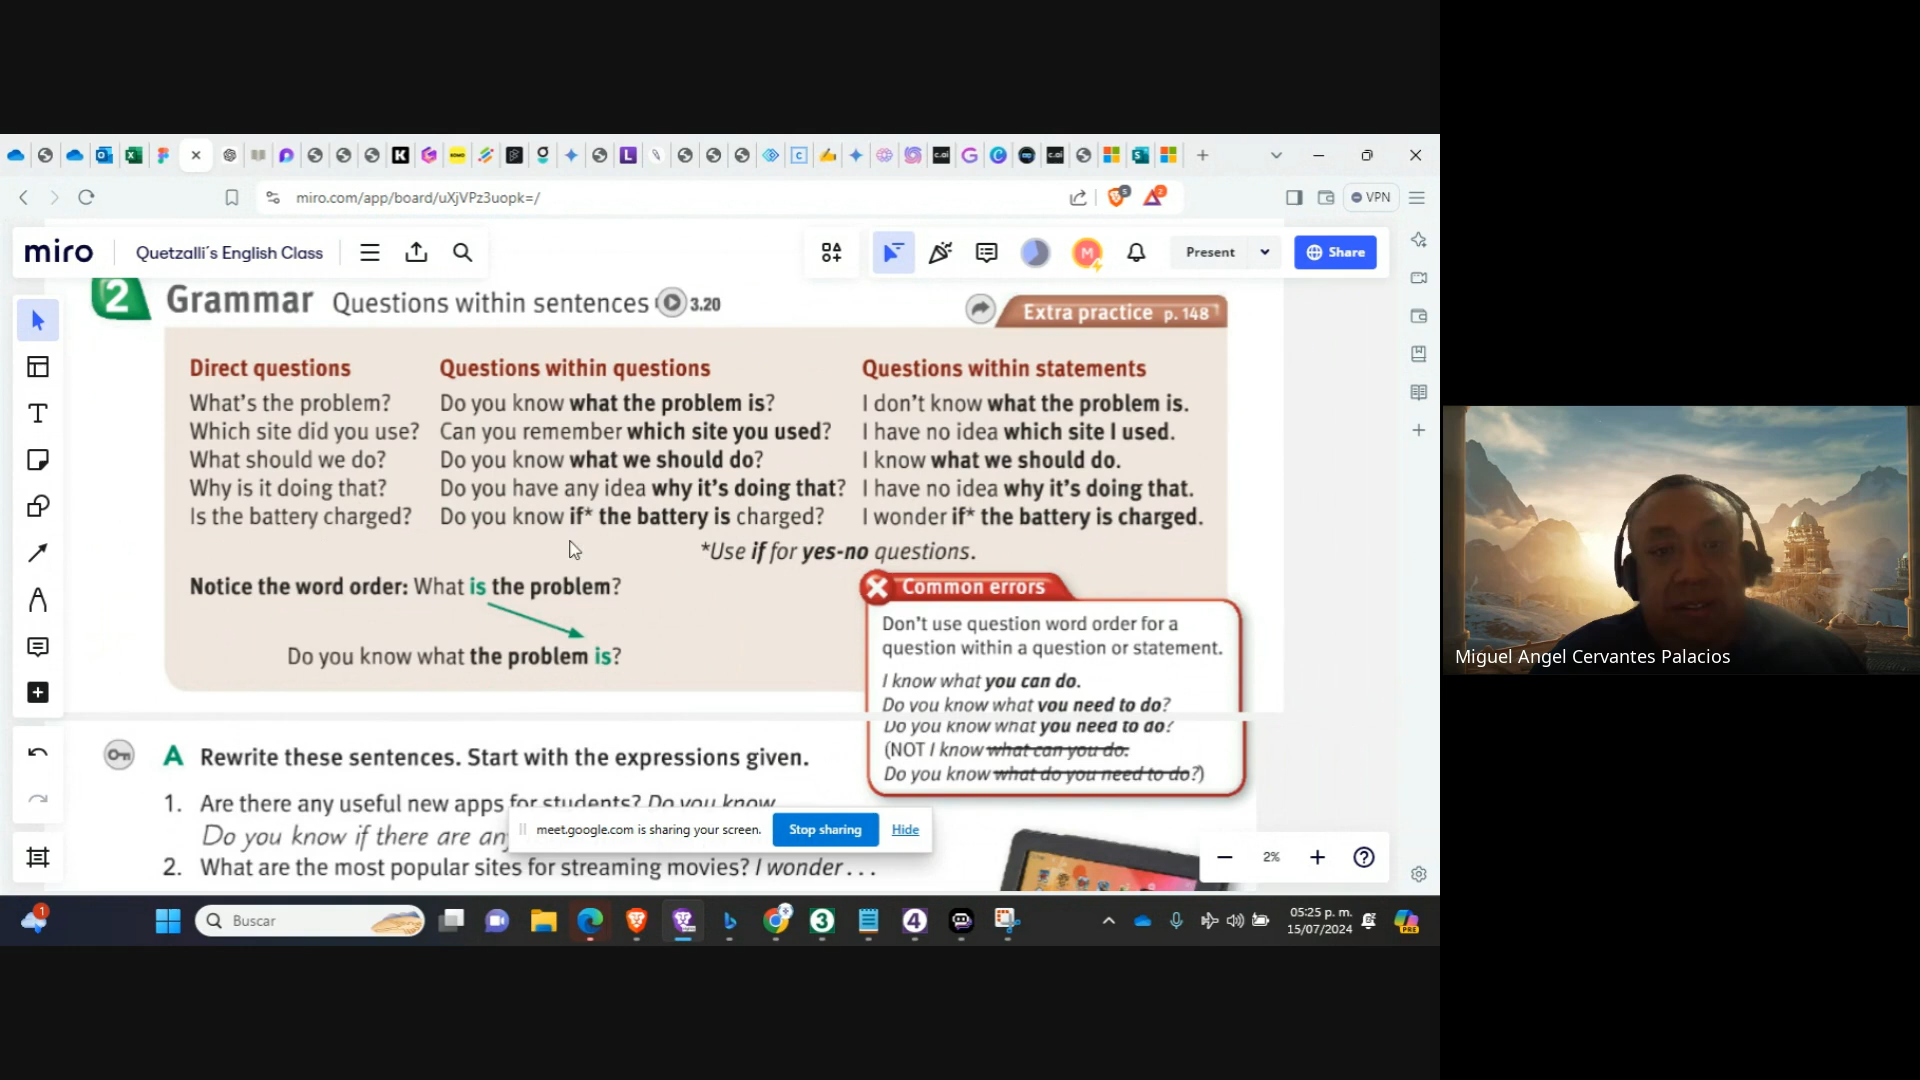 miro.com/app/board/uXjVPz3uopk=/
VPN
miro
Quetzalli´s English Class
Present
Share
2 Grammar Questions within sentences 3.20
Extra practice p. 148
Direct questions
What's the problem?
Which site did you use?
What should we do?
Why is it doing that?
Is the battery charged?
Questions within questions
Do you know what the problem is?
Can you remember which site you used?
Do you know what we should do?
Do you have any idea why it's doing that?
Do you know if* the battery is charged?
Questions within statements
I don't know what the problem is.
I have no idea which site I used.
I know what we should do.
I have no idea why it's doing that.
I wonder if* the battery is charged.
*Use if for yes-no questions.
Notice the word order: What is the problem?
Do you know what the problem is?
Common errors
Don't use question word order for a
question within a question or statement.
I know what you can do.
Do you know what you need to do?
Do you know what you need to do?
(NOT I know what can you do.
Do you know what do you need to do?)
A Rewrite these sentences. Start with the expressions given.
1. Are there any useful new apps for students? Do you know
Do you know if there are an
2. What are the most popular sites for streaming movies? I wonder . . .
meet.google.com is sharing your screen.
Stop sharing
Hide
2%
Buscar
05:25 p. m.
15/07/2024
Miguel Angel Cervantes Palacios